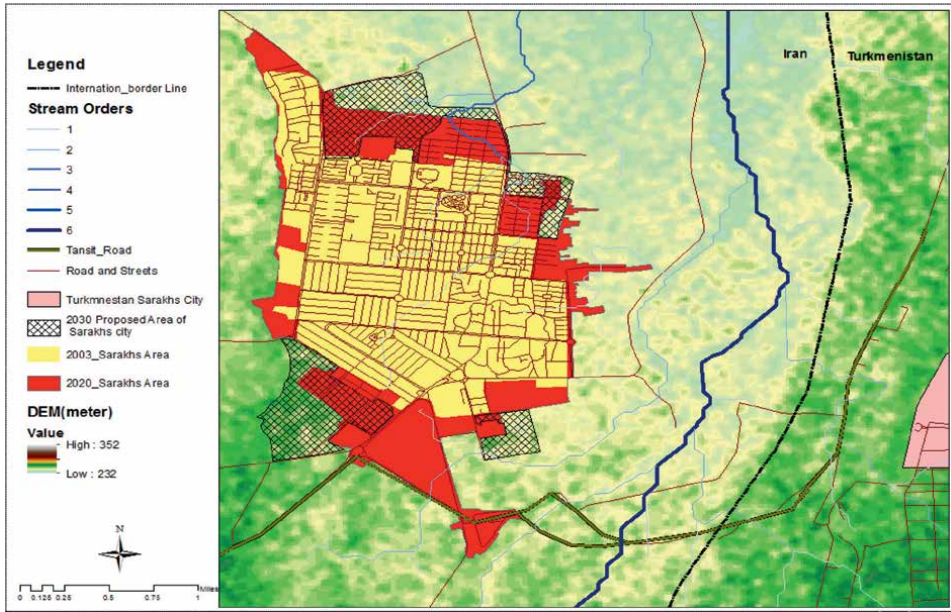 Legend
Internation_border Line
Stream Orders
1
2
3
4
5
6
Tansit_Road
Road and Streets
Turkmnestan Sarakhs City
2030 Proposed Area of
Sarakhs city
2003_Sarakhs Area
2020_Sarakhs Area
DEM(meter)
Value
High : 352
Low : 232
N
Miles
0 0.125 0.25 0.5 0.75 1
Iran
Turkmenistan